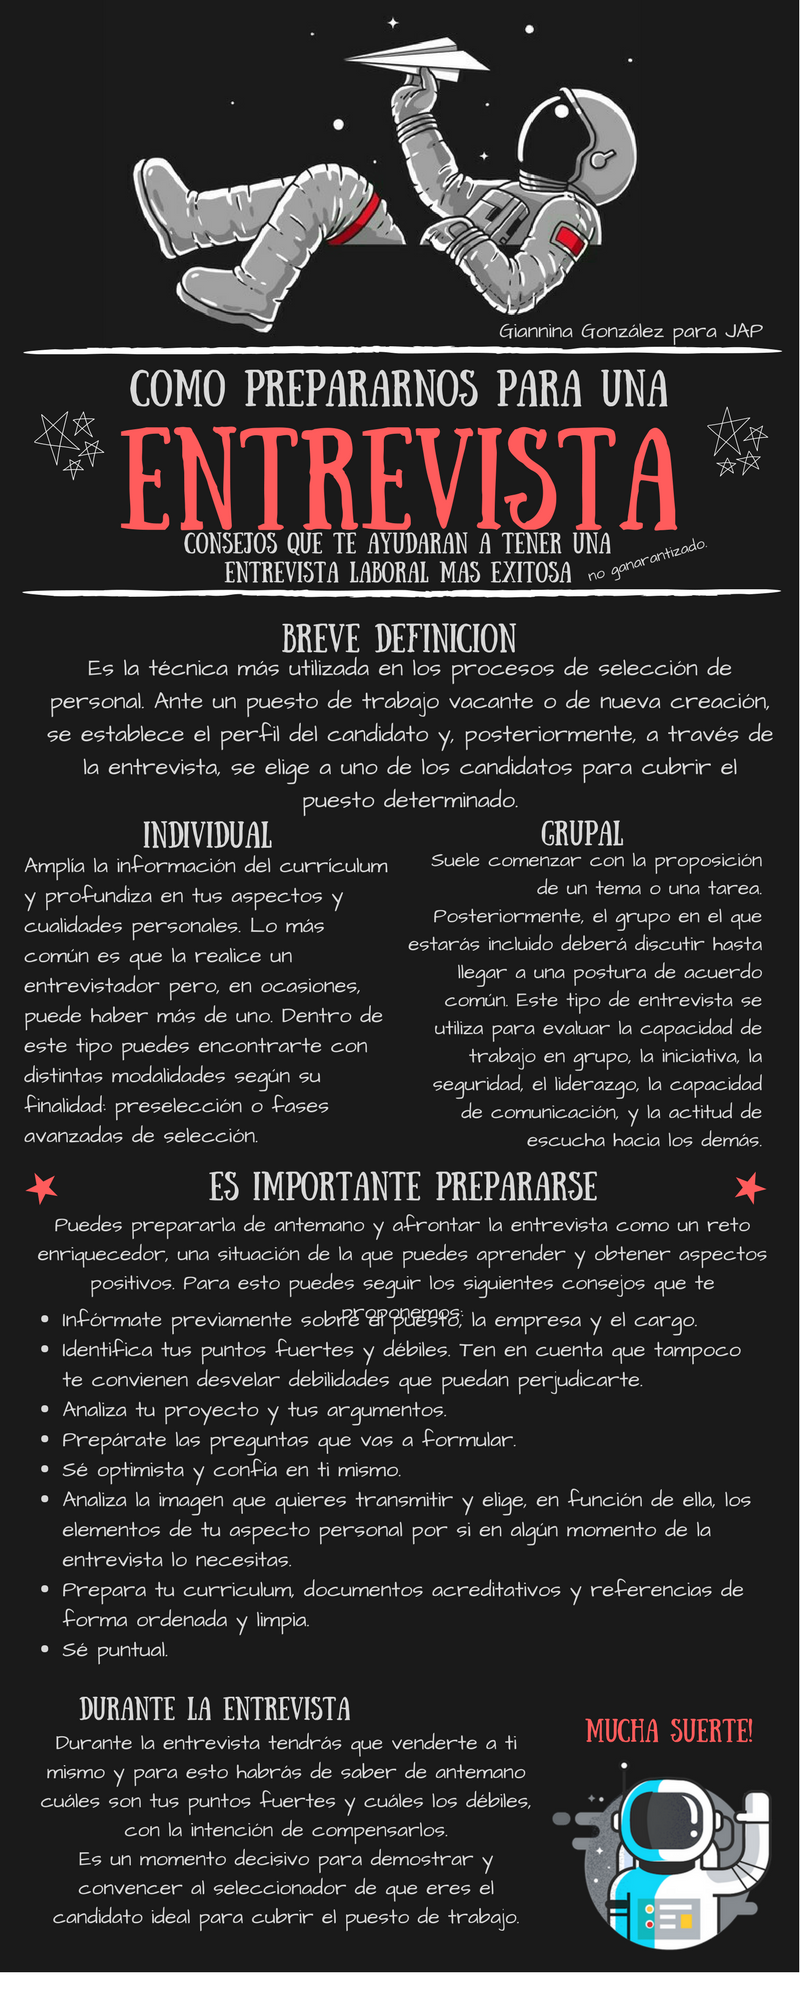 Giannina González para JAP
COMO PREPARARNOS PARA UNA
ENTREVISTA
CONSEJOS QUE TE AYUDARAN A TENER UNA
ENTREVISTA LABORAL MAS EXITOSA
no ganarantizado.
BREVE DEFINICION
Es la técnica más utilizada en los procesos de selección de
personal. Ante un puesto de trabajo vacante o de nueva creación,
se establece el perfil del candidato y, posteriormente, a través de
la entrevista, se elige a uno de los candidatos para cubrir el
puesto determinado.
INDIVIDUAL
Amplía la información del currículum
y profundiza en tus aspectos y
cualidades personales. Lo más
común es que la realice un
entrevistador pero, en ocasiones,
puede haber más de uno. Dentro de
este tipo puedes encontrarte con
distintas modalidades según su
finalidad: preselección o fases
avanzadas de selección.
GRUPAL
Suele comenzar con la proposición
de un tema o una tarea.
Posteriormente, el grupo en el que
estarás incluido deberá discutir hasta
llegar a una postura de acuerdo
común. Este tipo de entrevista se
utiliza para evaluar la capacidad de
trabajo en grupo, la iniciativa, la
seguridad, el liderazgo, la capacidad
de comunicación, y la actitud de
escucha hacia los demás.
ES IMPORTANTE PREPARARSE
Puedes prepararla de antemano y afrontar la entrevista como un reto
enriquecedor, una situación de la que puedes aprender y obtener aspectos
positivos. Para esto puedes seguir los siguientes consejos que te
proponemos:
• Infórmate previamente sobre el puesto, la empresa y el cargo.
• Identifica tus puntos fuertes y débiles. Ten en cuenta que tampoco
te convienen desvelar debilidades que puedan perjudicarte.
• Analiza tu proyecto y tus argumentos.
• Prepárate las preguntas que vas a formular.
• Sé optimista y confía en ti mismo.
• Analiza la imagen que quieres transmitir y elige, en función de ella, los
elementos de tu aspecto personal por si en algún momento de la
entrevista lo necesitas.
• Prepara tu curriculum, documentos acreditativos y referencias de
forma ordenada y limpia.
• Sé puntual.
DURANTE LA ENTREVISTA
Durante la entrevista tendrás que venderte a ti
mismo y para esto habrás de saber de antemano
cuáles son tus puntos fuertes y cuáles los débiles,
con la intención de compensarlos.
Es un momento decisivo para demostrar y
convencer al seleccionador de que eres el
candidato ideal para cubrir el puesto de trabajo.
MUCHA SUERTE!